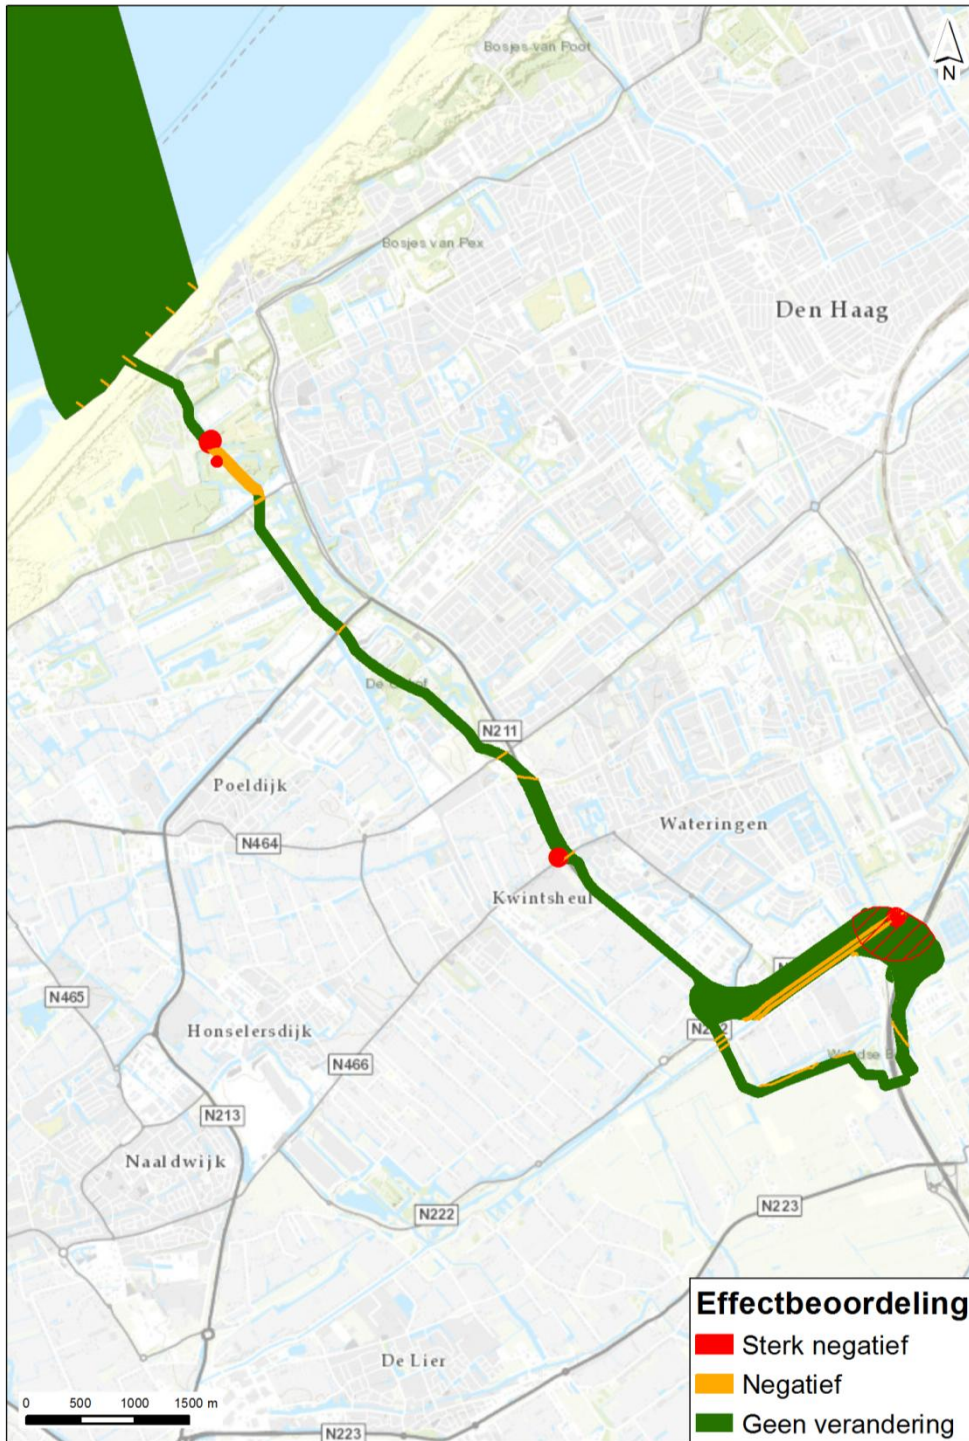 Bosjes van Poot
N
Bosjes van Pex
Den Haag
N211
Poeldijk
Wateringen
N464
Kwintsheul
N465
Honselersdijk
N466
N213
Naaldwijk
N222
N223
De Lier
N223
Effectbeoordeling
Sterk negatief
Negatief
Geen verandering
0 500 1000 1500 m